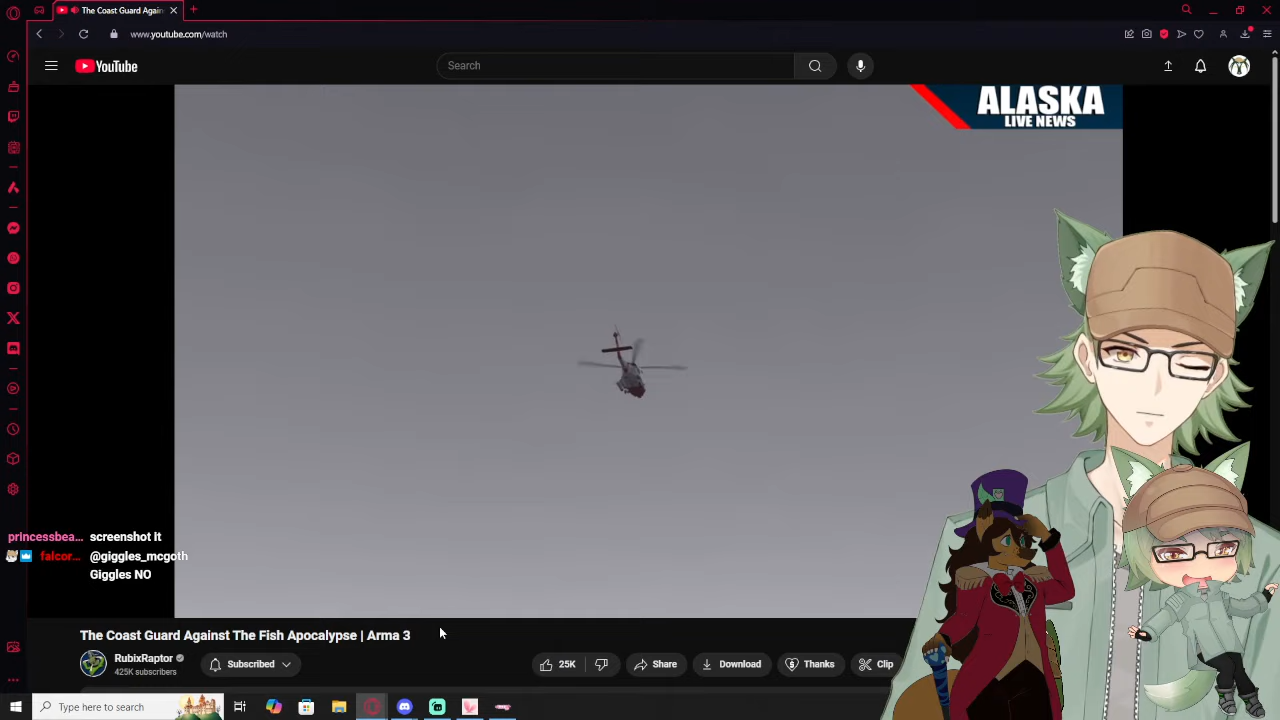 The Coast Guard Again
www.youtube.com/watch
YouTube
Search
ALASKA
LIVE NEWS
princessbea... screenshot it
falcor... @giggles_mcgoth
Giggles NO
The Coast Guard Against The Fish Apocalypse | Arma 3
RubixRaptor
425K subscribers
Subscribed
25K
Share
Download
Thanks
Clip
Type here to search